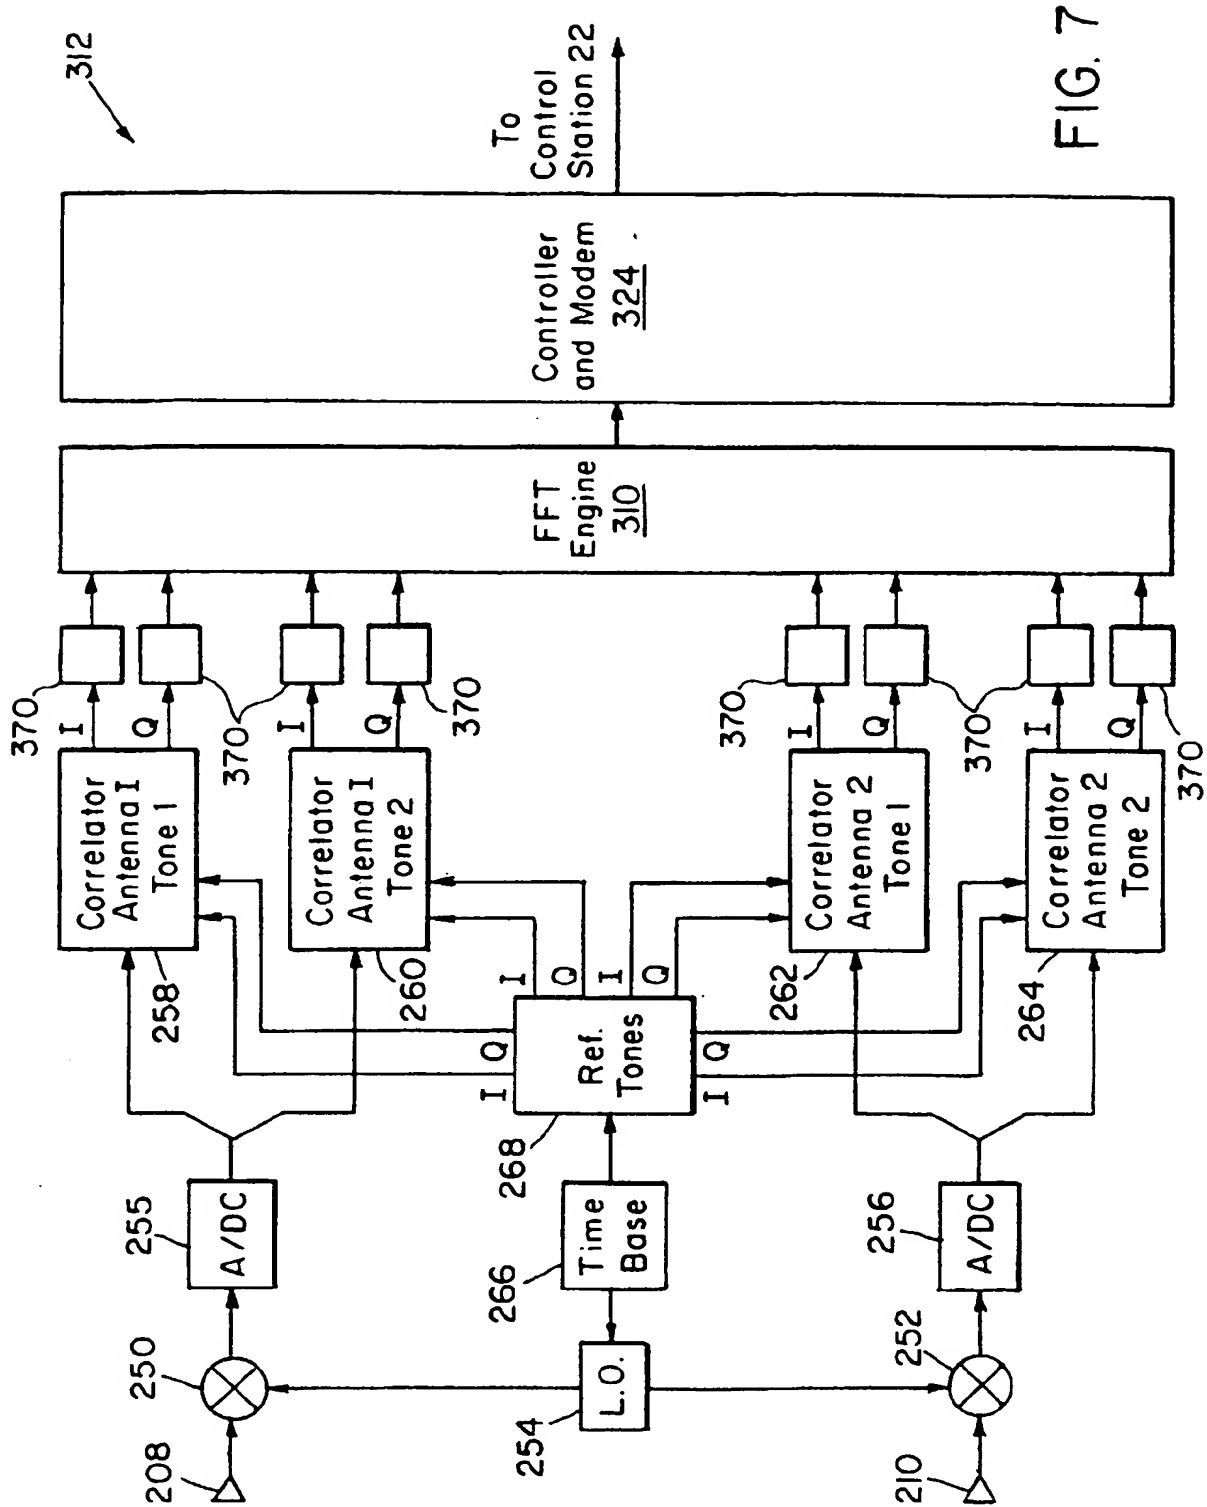 312
To
Control
Station 22
Controller
and Modem
324
FFT
Engine
310
370
370
370
370
370
370
I
Q
I
Q
I
Q
I
Q
Correlator
Antenna I
Tone 1
258
Correlator
Antenna I
Tone 2
260
Correlator
Antenna 2
Tone 1
262
Correlator
Antenna 2
Tone 2
264
I
Q
I
Q
I
Q
I
Q
Ref.
Tones
268
A/DC
255
Time
Base
266
A/DC
256
250
L.O.
254
252
208
210
FIG. 7